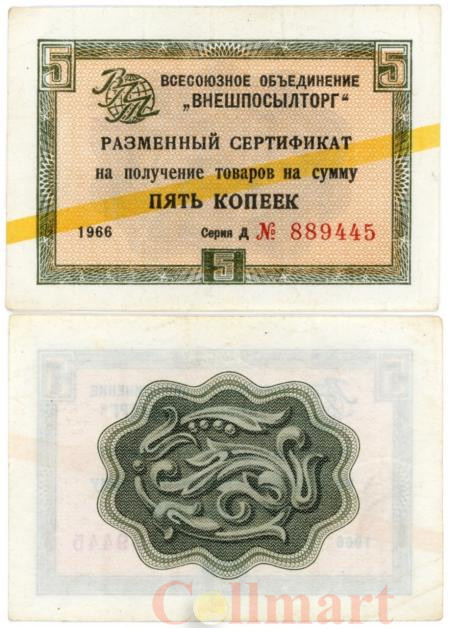 5 5
ВПТ
ВСЕСОЮЗНОЕ ОБЪЕДИНЕНИЕ
„ВНЕШПОСЫЛТОРГ“
РАЗМЕННЫЙ СЕРТИФИКАТ
на получение товаров на сумму
ПЯТЬ КОПЕЕК
1966 Серия Д № 889445
5
Collmart